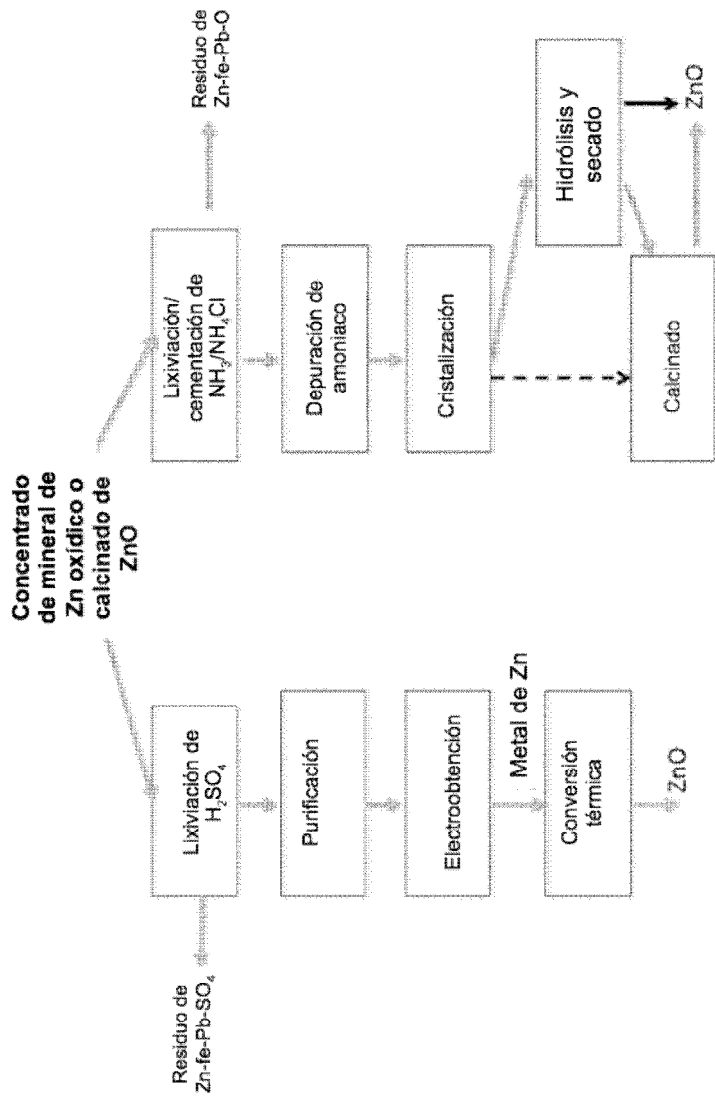 Concentrado
de mineral de
Zn oxídico o
calcinado de
ZnO
Lixiviación de
H2SO4
Residuo de
Zn-fe-Pb-SO4
Purificación
Electroobtención
Metal de Zn
Conversión
térmica
ZnO
Lixiviación/
cementación de
NH3/NH4Cl
Residuo de
Zn-fe-Pb-O
Depuración de
amoniaco
Cristalización
Hidrólisis y
secado
Calcinado
ZnO